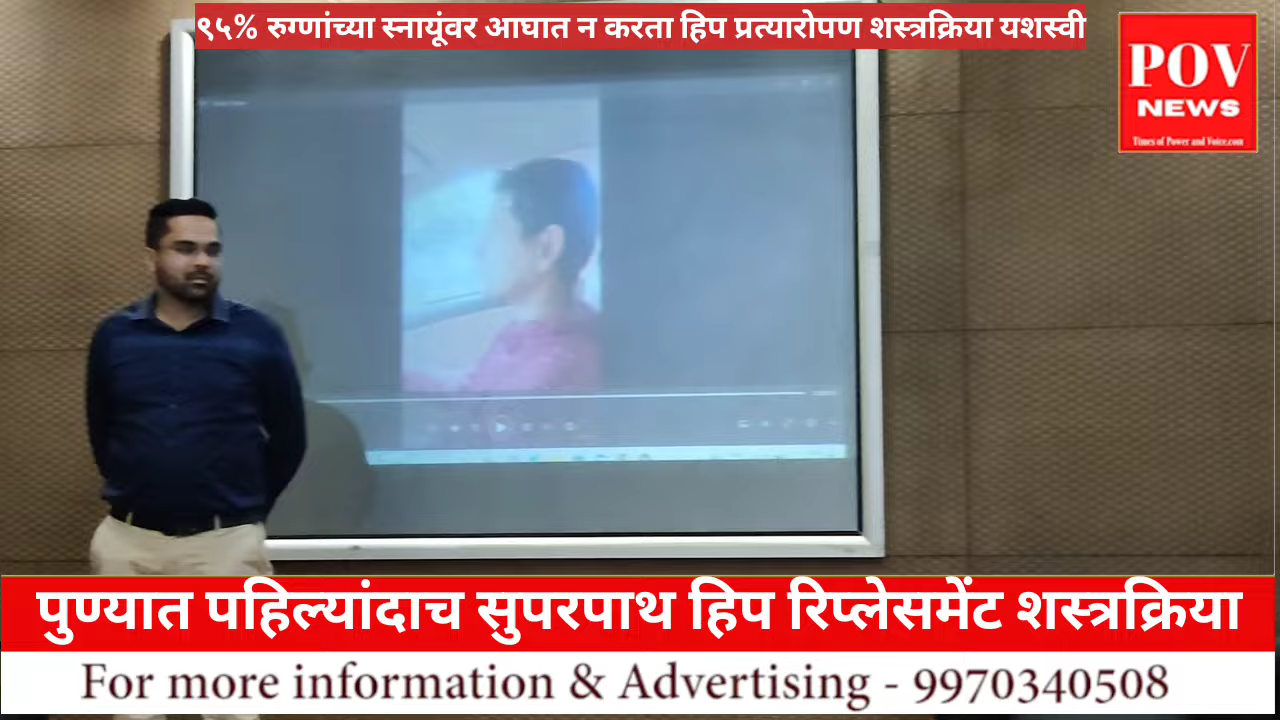 ९५% रुग्णांच्या स्नायूंवर आघात न करता हिप प्रत्यारोपण शस्त्रक्रिया यशस्वी
POV
NEWS
Times of Power and Voice.com
पुण्यात पहिल्यांदाच सुपरपाथ हिप रिप्लेसमेंट शस्त्रक्रिया
For more information & Advertising - 9970340508